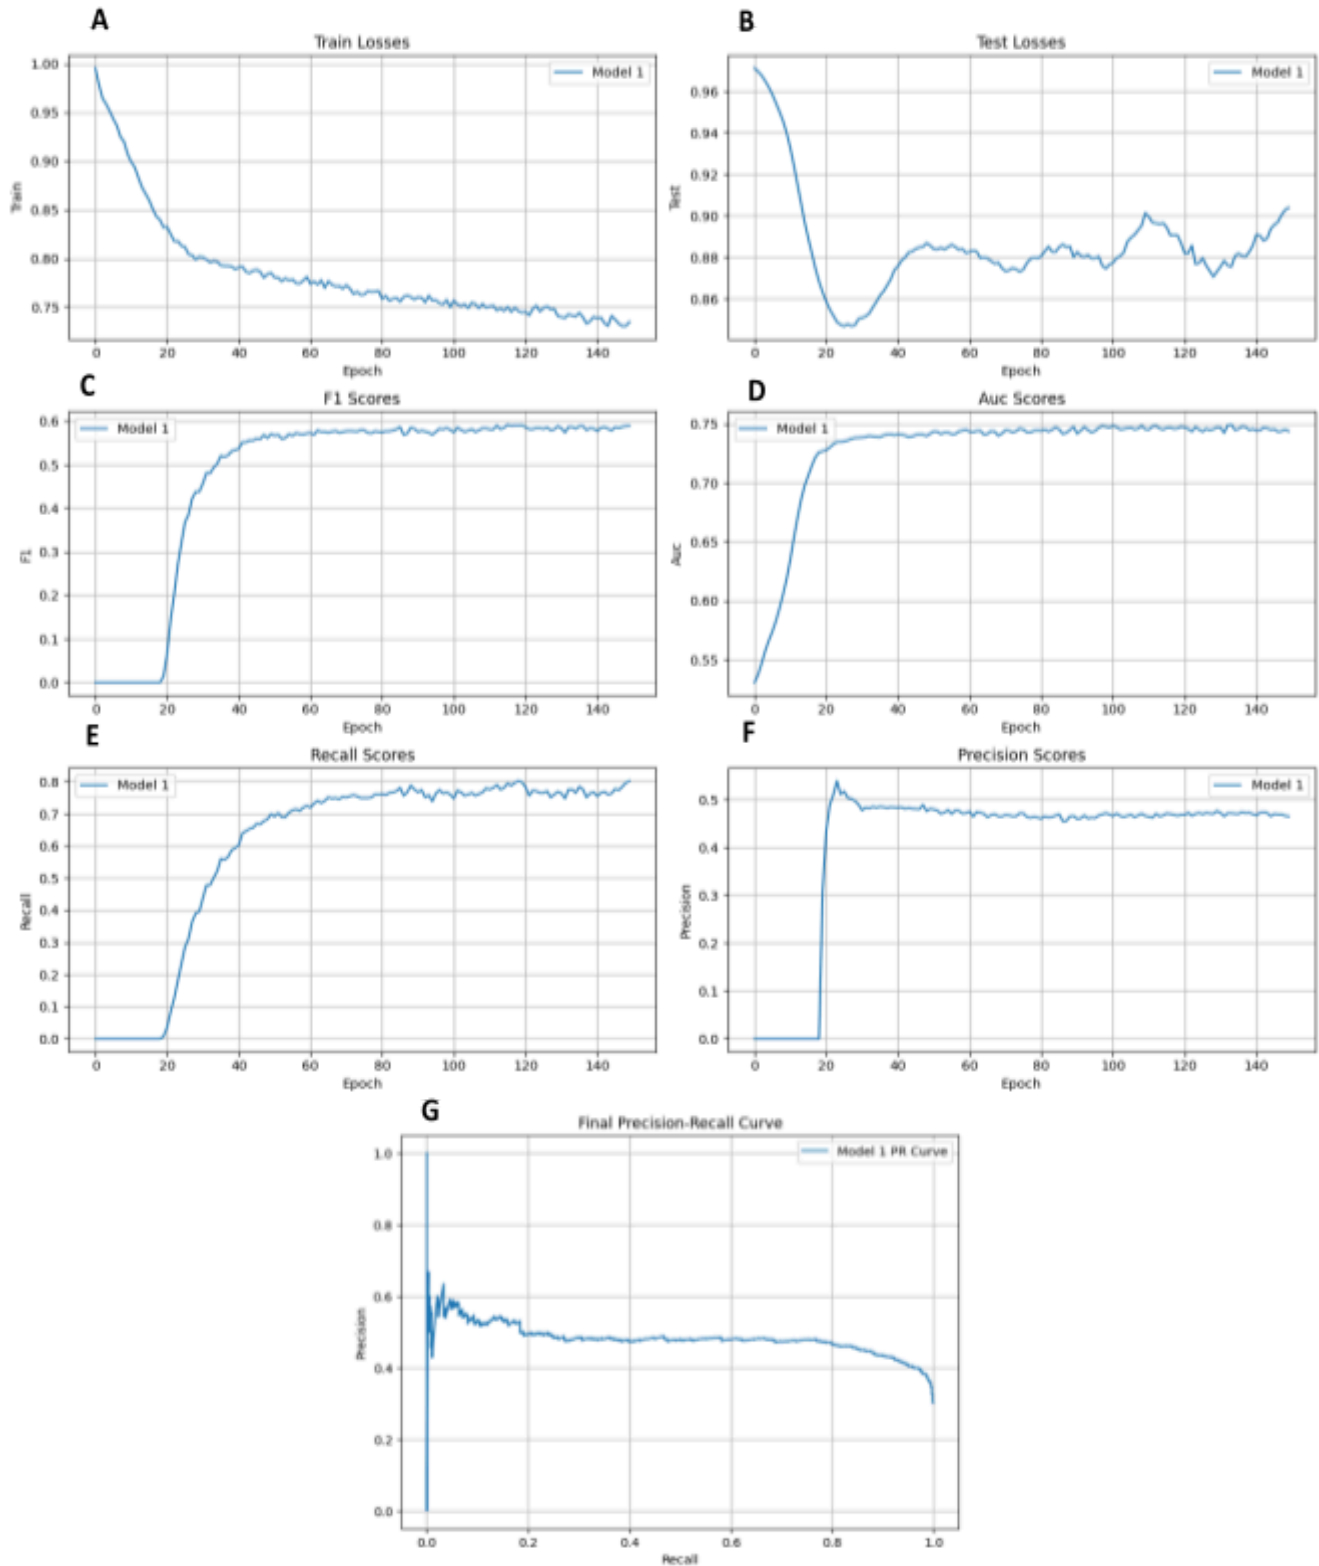 A
Train Losses
Model 1
1.00
0.95
0.90
0.85
0.80
0.75
Train
0 20 40 60 80 100 120 140
Epoch
B
Test Losses
Model 1
0.96
0.94
0.92
0.90
0.88
0.86
Test
0 20 40 60 80 100 120 140
Epoch
C
F1 Scores
Model 1
0.6
0.5
0.4
0.3
0.2
0.1
0.0
F1
0 20 40 60 80 100 120 140
Epoch
D
Auc Scores
Model 1
0.75
0.70
0.65
0.60
0.55
Auc
0 20 40 60 80 100 120 140
Epoch
E
Recall Scores
Model 1
0.8
0.7
0.6
0.5
0.4
0.3
0.2
0.1
0.0
Recall
0 20 40 60 80 100 120 140
Epoch
F
Precision Scores
Model 1
0.5
0.4
0.3
0.2
0.1
0.0
Precision
0 20 40 60 80 100 120 140
Epoch
G
Final Precision-Recall Curve
Model 1 PR Curve
1.0
0.8
0.6
0.4
0.2
0.0
Precision
0.0 0.2 0.4 0.6 0.8 1.0
Recall